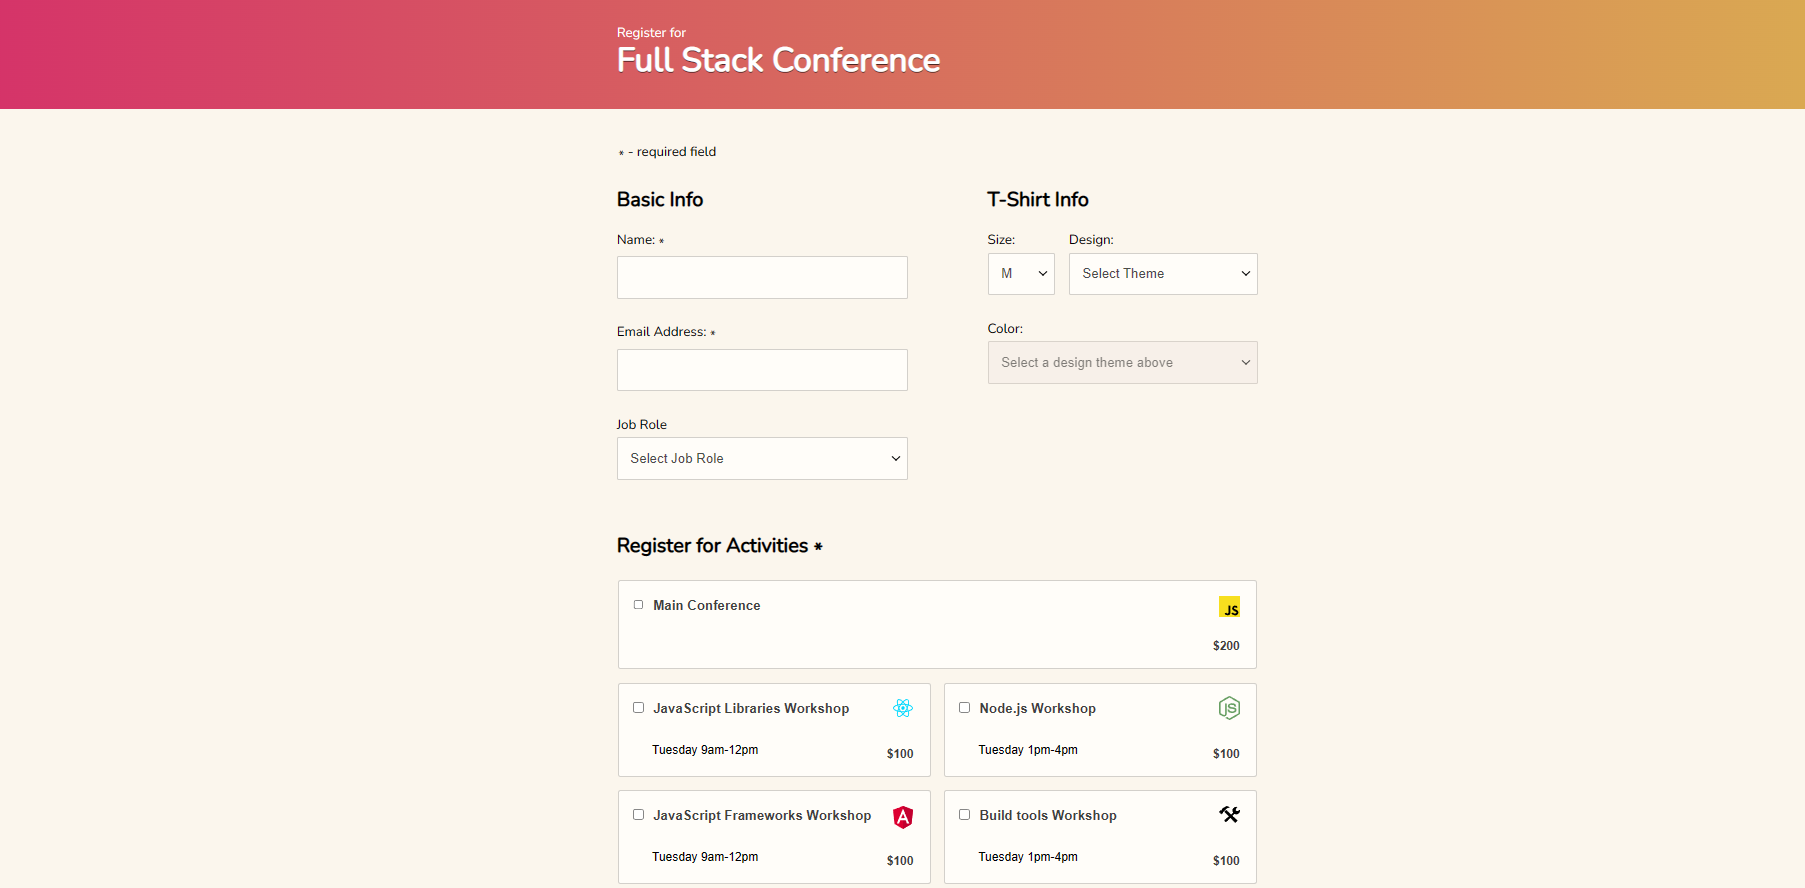 Register for
Full Stack Conference
* - required field
Basic Info
Name: *
Email Address: *
Job Role
Select Job Role
T-Shirt Info
Size:
Design:
M
Select Theme
Color:
Select a design theme above
Register for Activities *
Main Conference
JS
$200
JavaScript Libraries Workshop
Tuesday 9am-12pm
$100
Node.js Workshop
JS
Tuesday 1pm-4pm
$100
JavaScript Frameworks Workshop
A
Tuesday 9am-12pm
$100
Build tools Workshop
Tuesday 1pm-4pm
$100